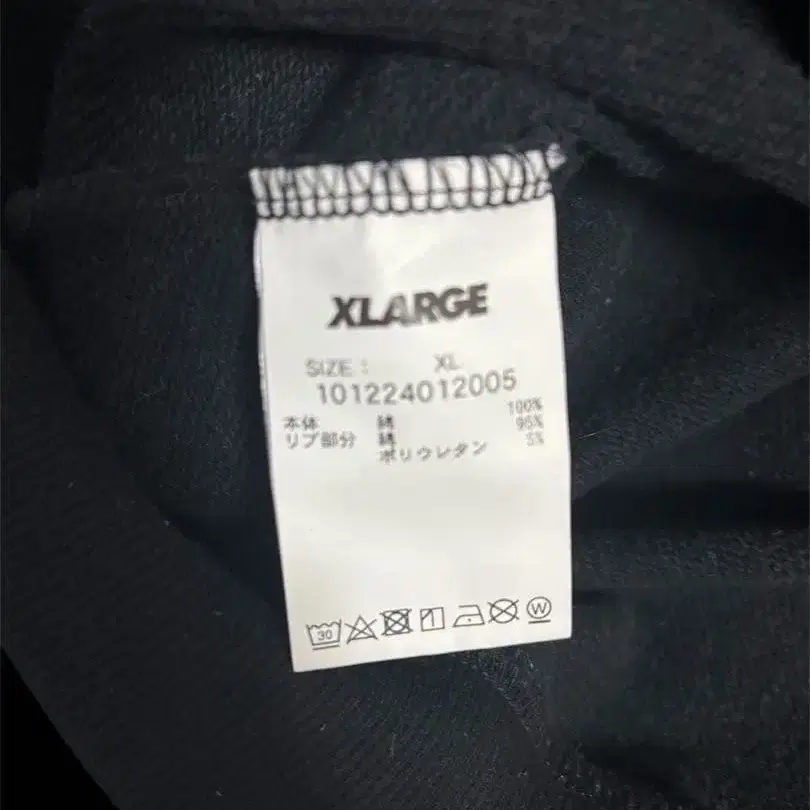 XLARGE
SIZE : XL
101224012005
本体 綿 100%
リブ部分 綿 95%
ポリウレタン 5%
30 W